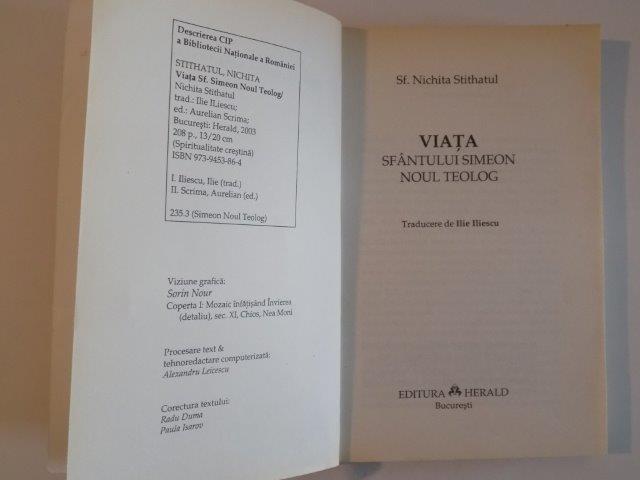 Descrierea CIP
a Bibliotecii Naționale a României
STITHATUL, NICHITA
Viața Sf. Simeon Noul Teolog/
Nichita Stithatul
trad.: Ilie ILiescu;
ed.: Aurelian Scrima;
București: Herald, 2003
208 p., 13/20 cm
(Spiritualitate creștină)
ISBN 973-9453-86-4
I. Iliescu, Ilie (trad.)
II. Scrima, Aurelian (ed.)
235.3 (Simeon Noul Teolog)
Viziune grafică:
Sorin Nour
Coperta I: Mozaic înfățișând Învierea
(detaliu), sec. XI, Chios, Nea Moni
Procesare text &
tehnoredactare computerizată:
Alexandru Leicescu
Corectura textului:
Radu Duma
Paula Isarov
Sf. Nichita Stithatul
VIAȚA
SFÂNTULUI SIMEON
NOUL TEOLOG
Traducere de Ilie Iliescu
EDITURA HERALD
București